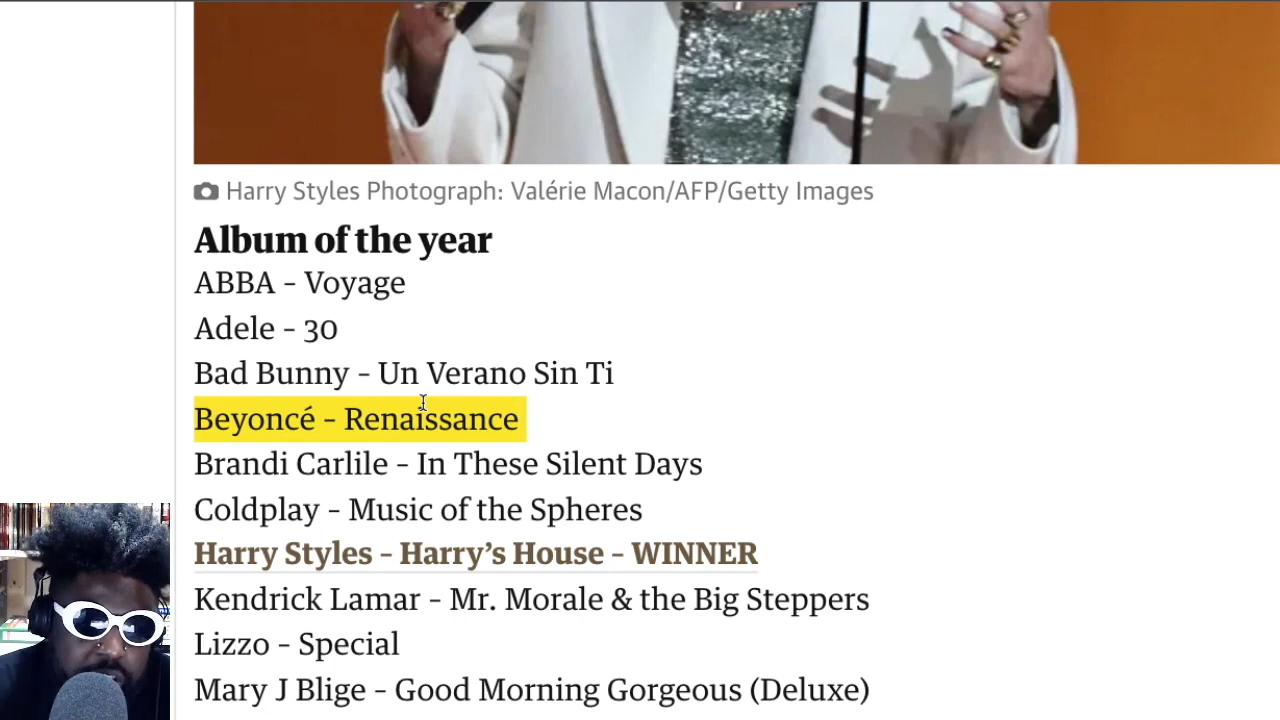 Harry Styles Photograph: Valérie Macon/AFP/Getty Images
Album of the year
ABBA – Voyage
Adele – 30
Bad Bunny – Un Verano Sin Ti
Beyoncé – Renaissance
Brandi Carlile – In These Silent Days
Coldplay – Music of the Spheres
Harry Styles – Harry’s House – WINNER
Kendrick Lamar – Mr. Morale & the Big Steppers
Lizzo – Special
Mary J Blige – Good Morning Gorgeous (Deluxe)